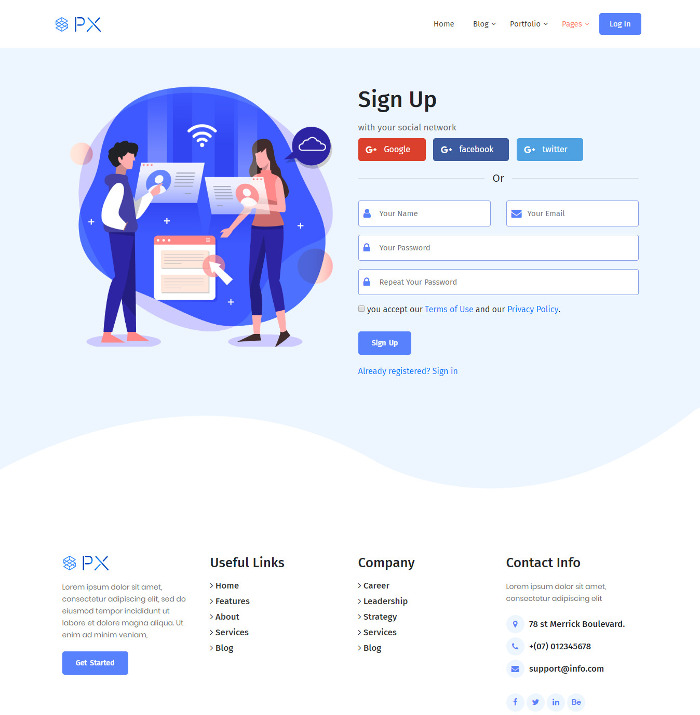 PX
Home Blog Portfolio Pages Log In
Sign Up
with your social network
G+ Google G+ facebook G+ twitter
Or
Your Name Your Email
Your Password
Repeat Your Password
you accept our Terms of Use and our Privacy Policy.
Sign Up
Already registered? Sign in
PX
Lorem ipsum dolor sit amet,
consectetur adipiscing elit, sed do
eiusmod tempor incididunt ut
labore et dolore magna aliqua. Ut
enim ad minim veniam,
Get Started
Useful Links
> Home
> Features
> About
> Services
> Blog
Company
> Career
> Leadership
> Strategy
> Services
> Blog
Contact Info
Lorem ipsum dolor sit amet,
consectetur adipiscing elit
78 st Merrick Boulevard.
+(07) 012345678
support@info.com
f in Bē